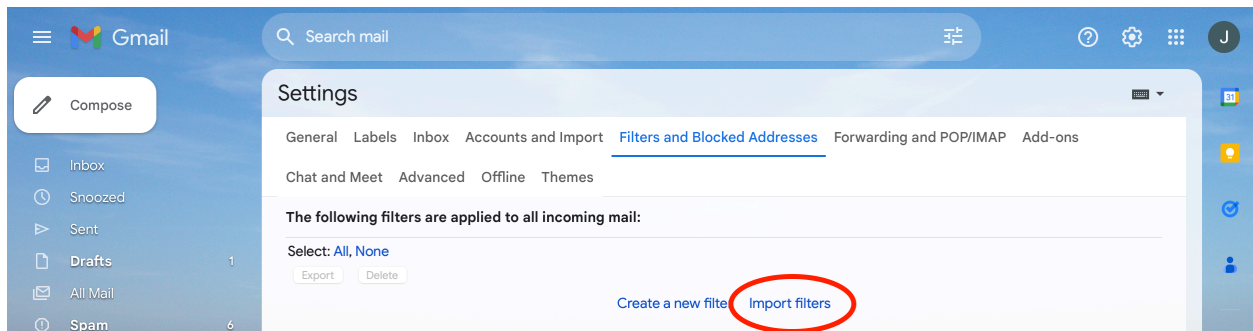 Gmail
Search mail
J
Compose
Inbox
Snoozed
Sent
Drafts 1
All Mail
Spam 6
Settings
General Labels Inbox Accounts and Import Filters and Blocked Addresses Forwarding and POP/IMAP Add-ons
Chat and Meet Advanced Offline Themes
The following filters are applied to all incoming mail:
Select: All, None
Export Delete
Create a new filte Import filters
31